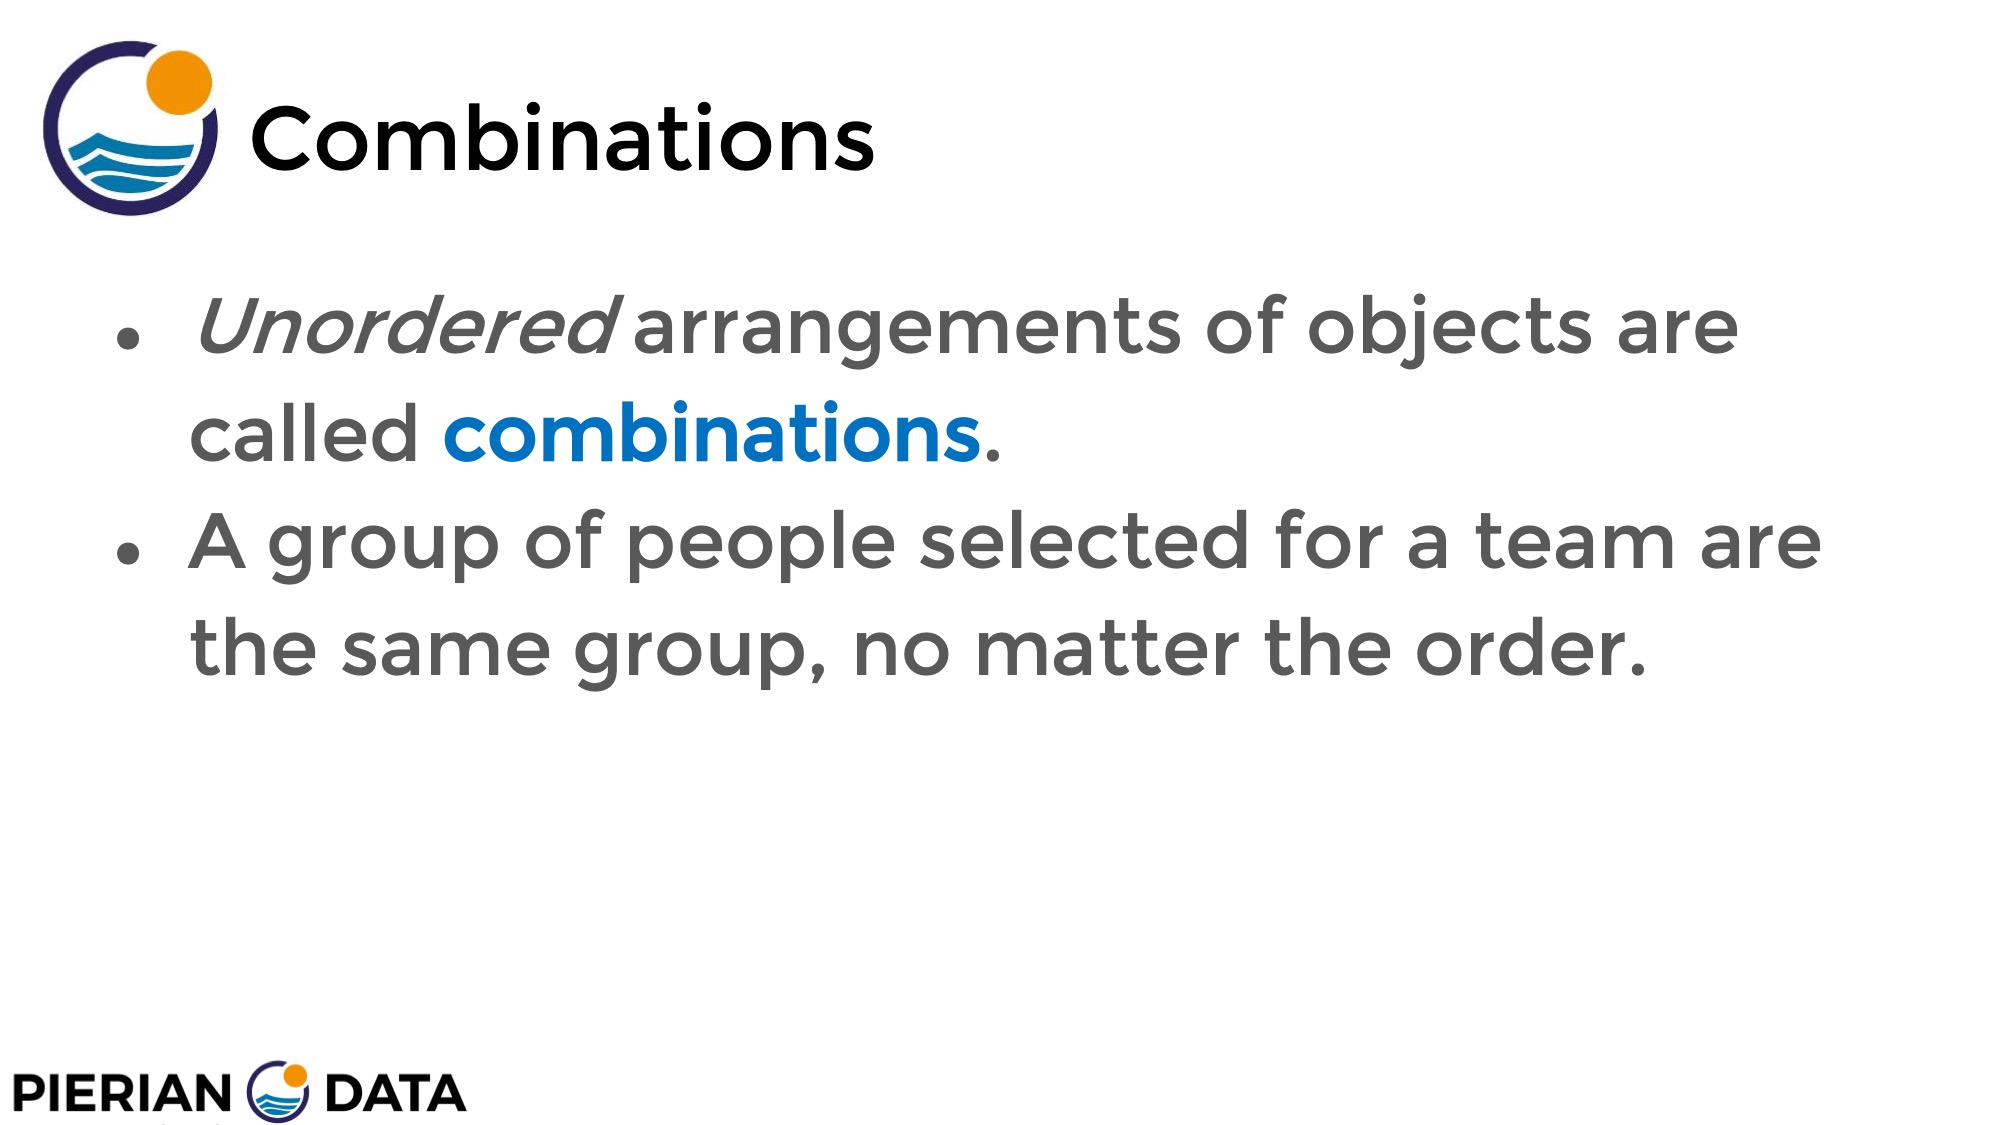 Combinations
• Unordered arrangements of objects are
called combinations.
• A group of people selected for a team are
the same group, no matter the order.
PIERIAN DATA